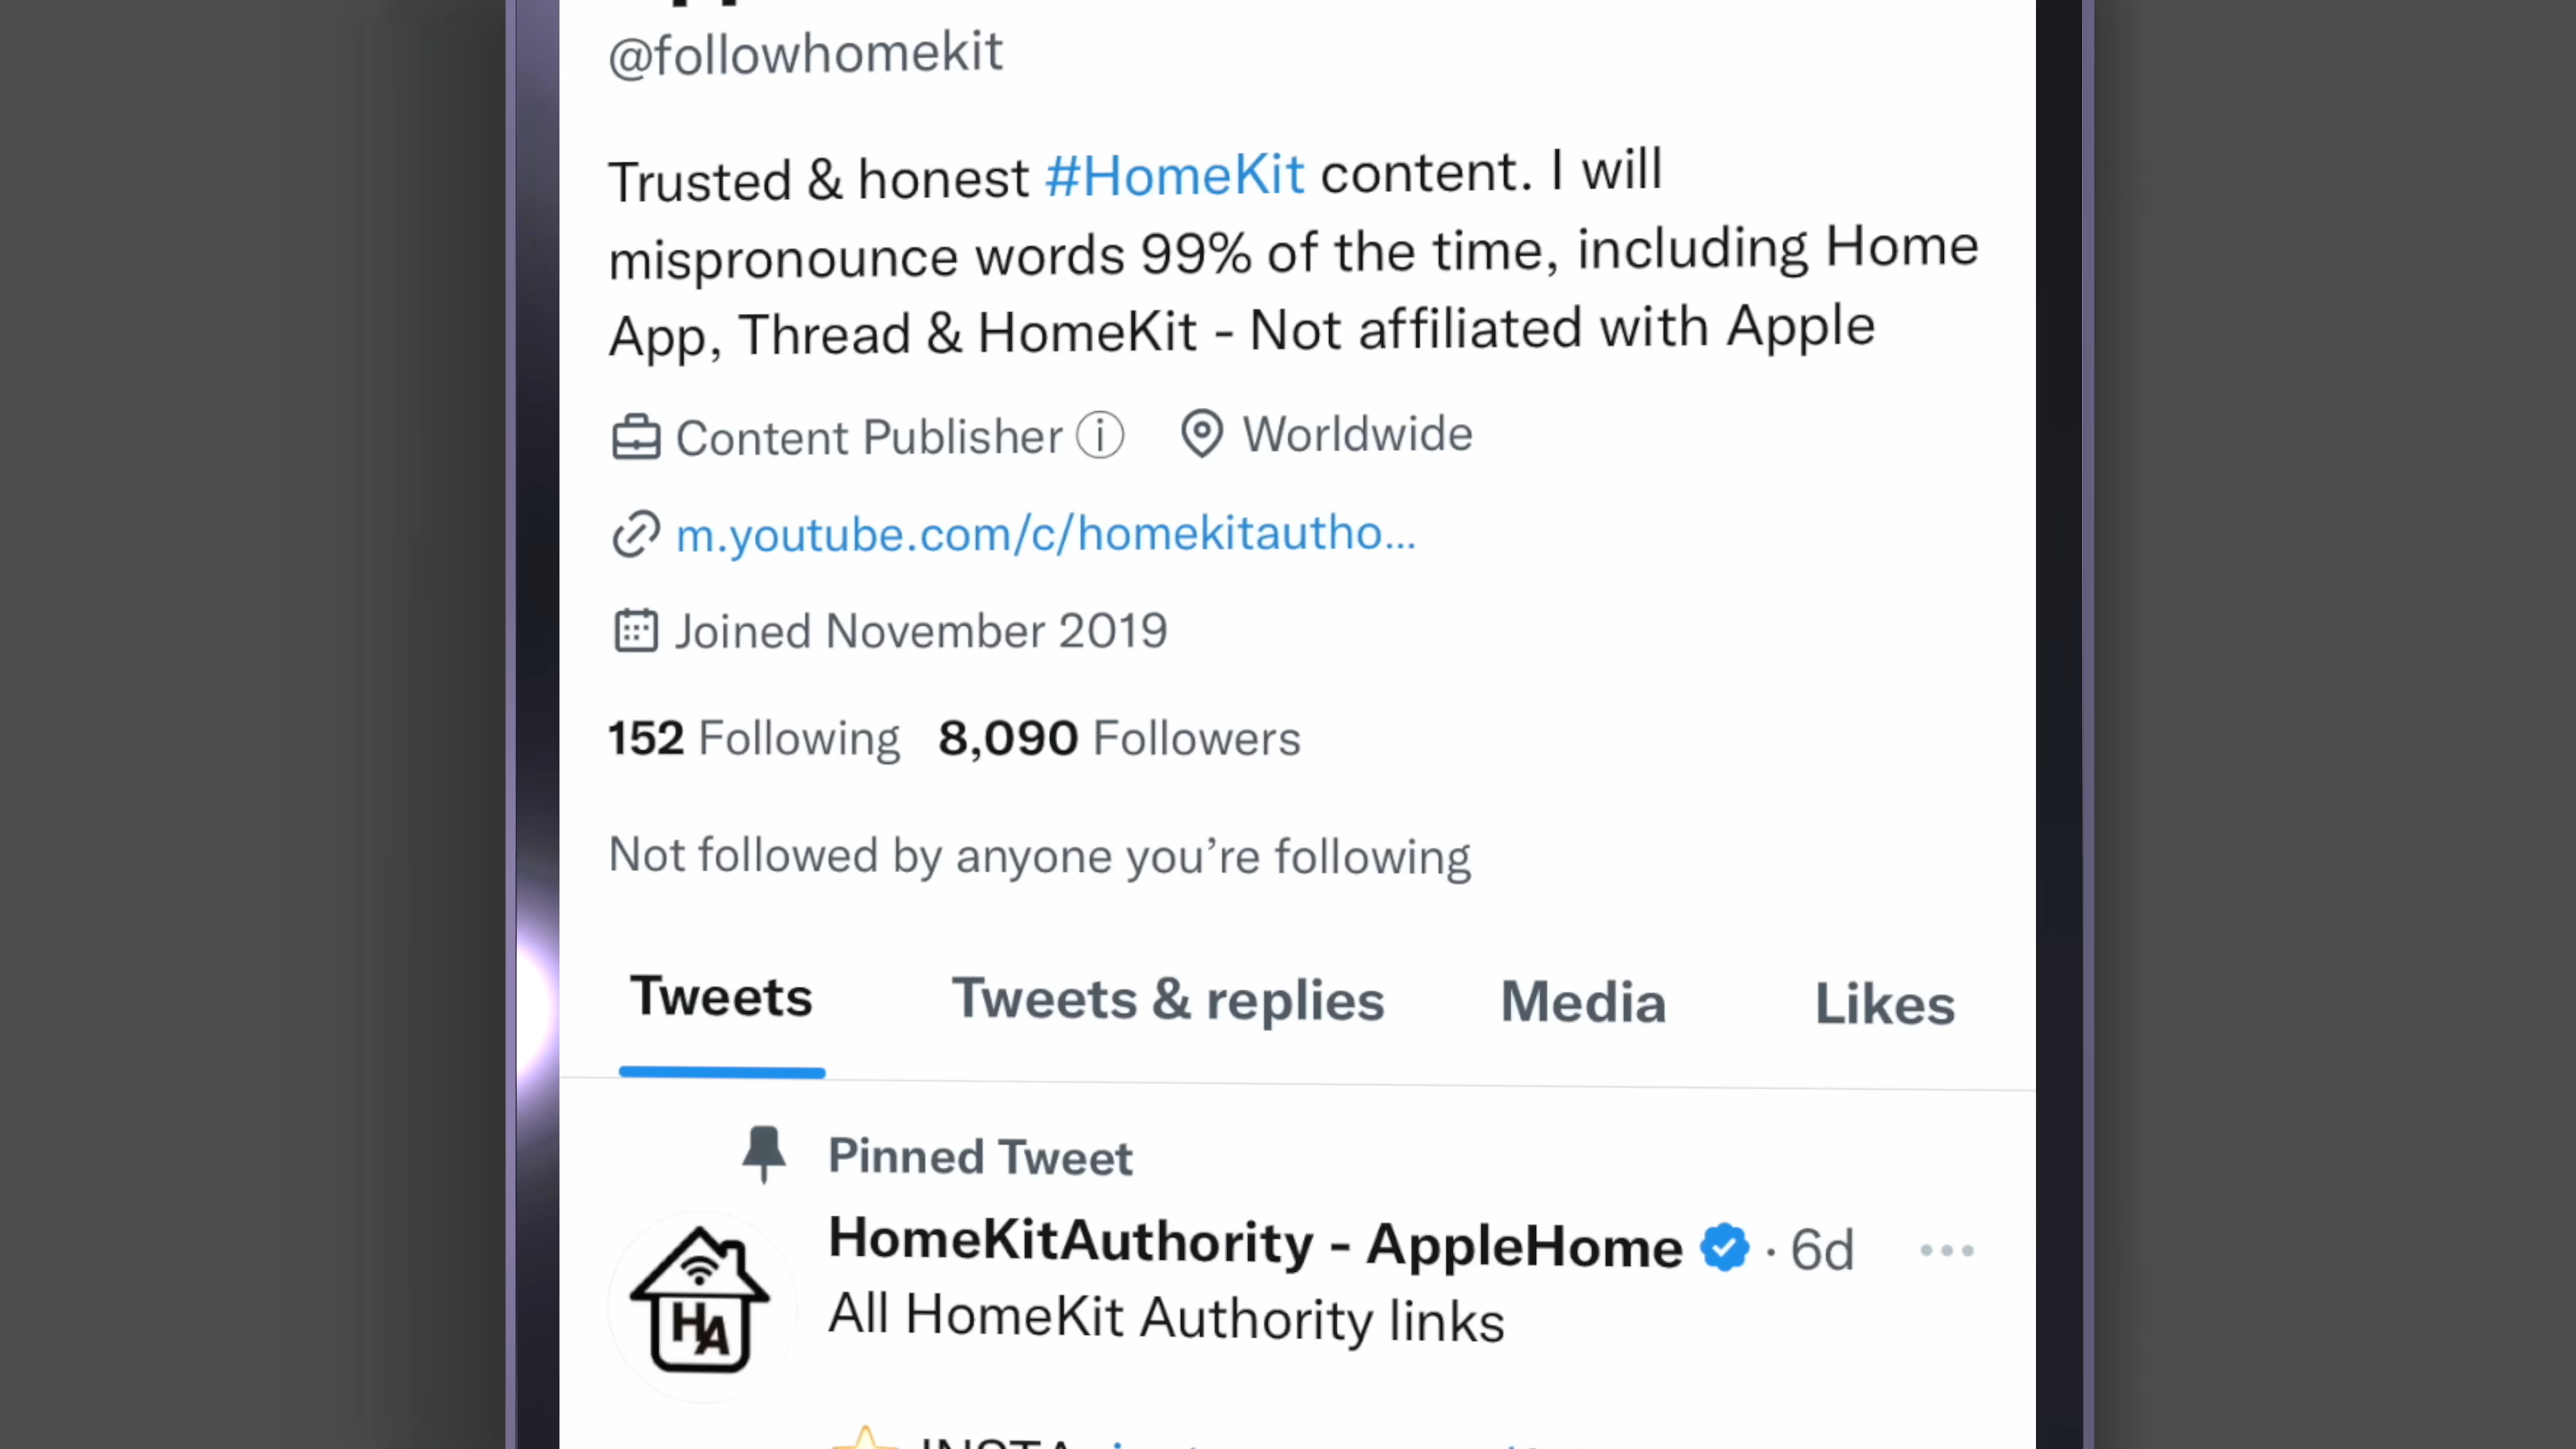 @followhomekit
Trusted & honest #HomeKit content. I will
mispronounce words 99% of the time, including Home
App, Thread & HomeKit - Not affiliated with Apple
Content Publisher Worldwide
m.youtube.com/c/homekitautho...
Joined November 2019
152 Following 8,090 Followers
Not followed by anyone you’re following
Tweets Tweets & replies Media Likes
Pinned Tweet
HomeKitAuthority - AppleHome · 6d
HA
All HomeKit Authority links